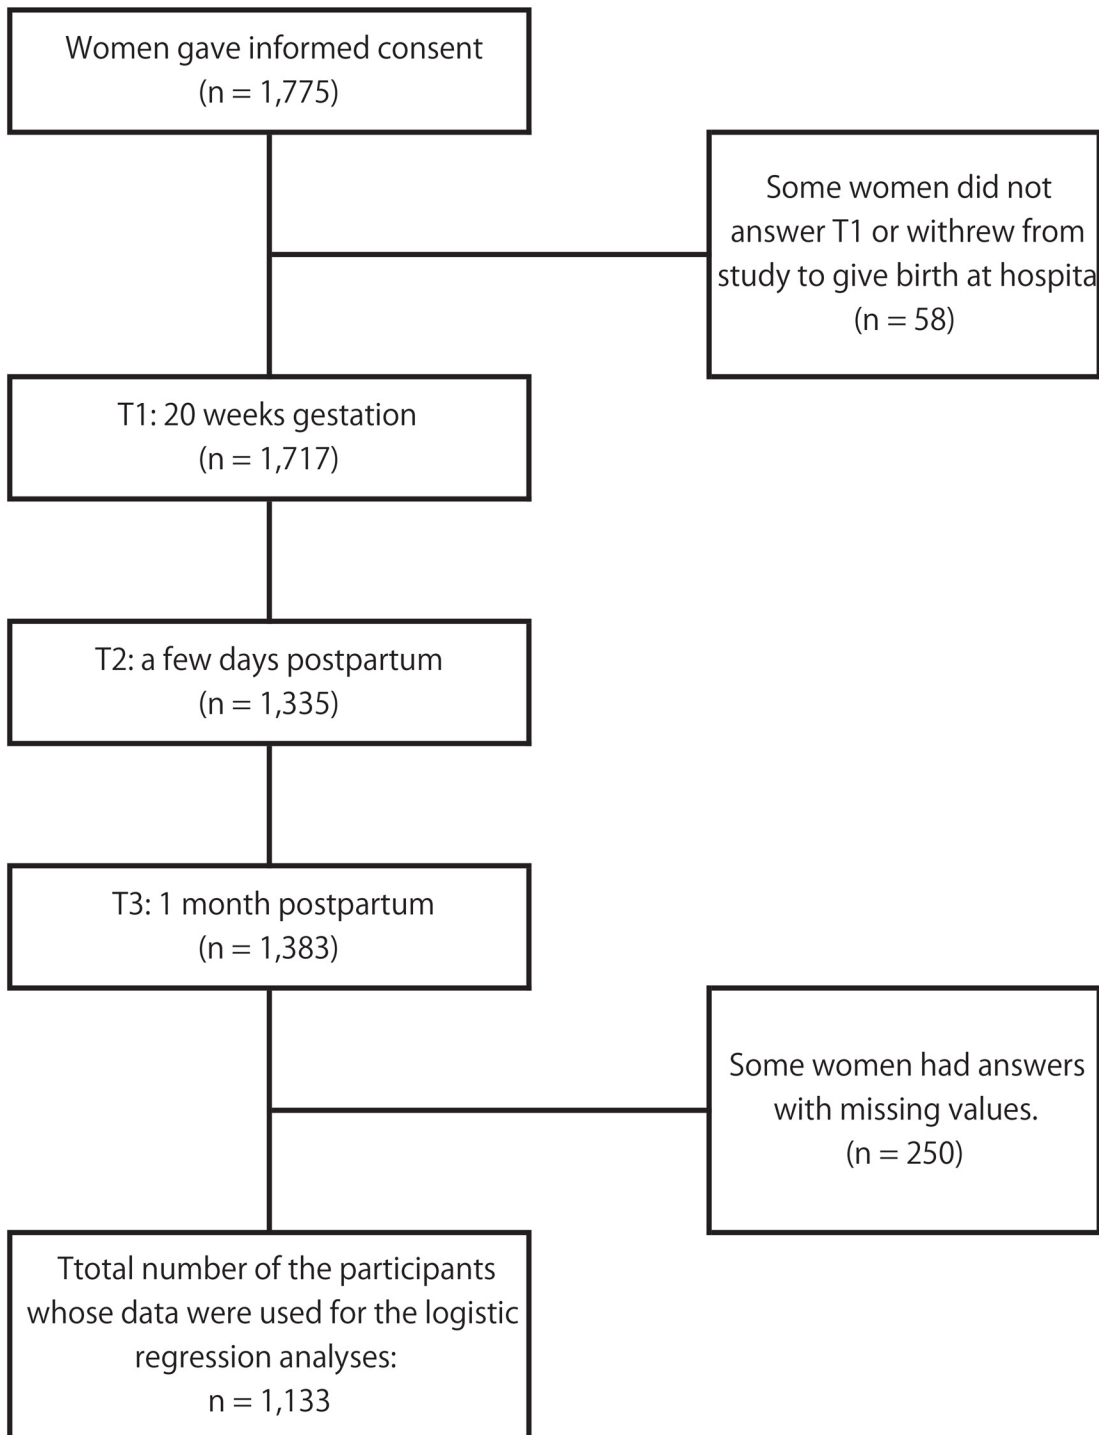 Women gave informed consent
(n = 1,775)
Some women did not
answer T1 or withrew from
study to give birth at hospita
(n = 58)
T1: 20 weeks gestation
(n = 1,717)
T2: a few days postpartum
(n = 1,335)
T3: 1 month postpartum
(n = 1,383)
Some women had answers
with missing values.
(n = 250)
Ttotal number of the participants
whose data were used for the logistic
regression analyses:
n = 1,133